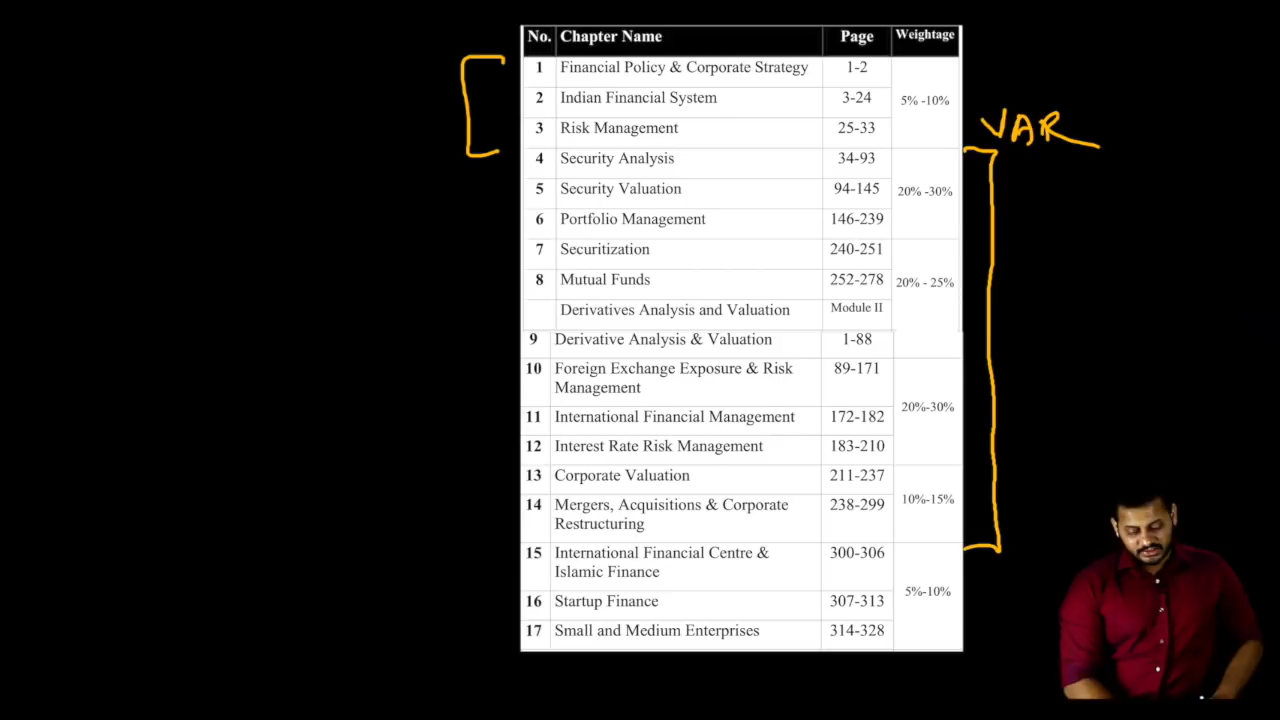 No. Chapter Name Page Weightage
1 Financial Policy & Corporate Strategy 1-2
2 Indian Financial System 3-24 5% -10%
3 Risk Management 25-33
VAR
4 Security Analysis 34-93
5 Security Valuation 94-145 20% -30%
6 Portfolio Management 146-239
7 Securitization 240-251
8 Mutual Funds 252-278 20% - 25%
Derivatives Analysis and Valuation Module II
9 Derivative Analysis & Valuation 1-88
10 Foreign Exchange Exposure & Risk 89-171
Management
20%-30%
11 International Financial Management 172-182
12 Interest Rate Risk Management 183-210
13 Corporate Valuation 211-237
10%-15%
14 Mergers, Acquisitions & Corporate 238-299
Restructuring
15 International Financial Centre & 300-306
Islamic Finance
5%-10%
16 Startup Finance 307-313
17 Small and Medium Enterprises 314-328